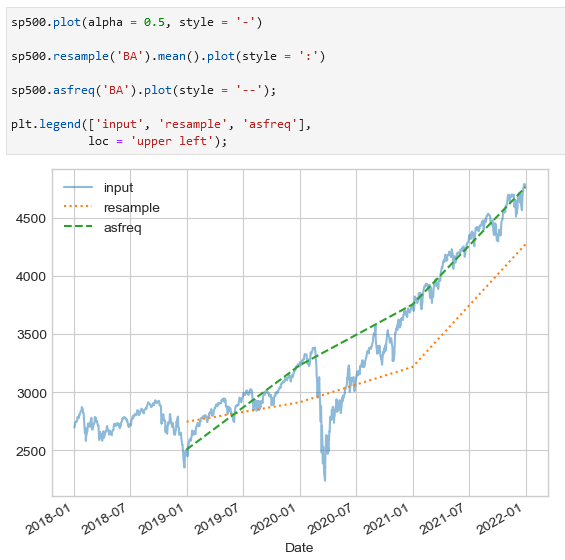 sp500.plot(alpha = 0.5, style = '-')
sp500.resample('BA').mean().plot(style = ':')
sp500.asfreq('BA').plot(style = '--');
plt.legend(['input', 'resample', 'asfreq'],
loc = 'upper left');
input
resample
asfreq
4500
4000
3500
3000
2500
2018-01
2018-07
2019-01
2019-07
2020-01
2020-07
2021-01
2021-07
2022-01
Date